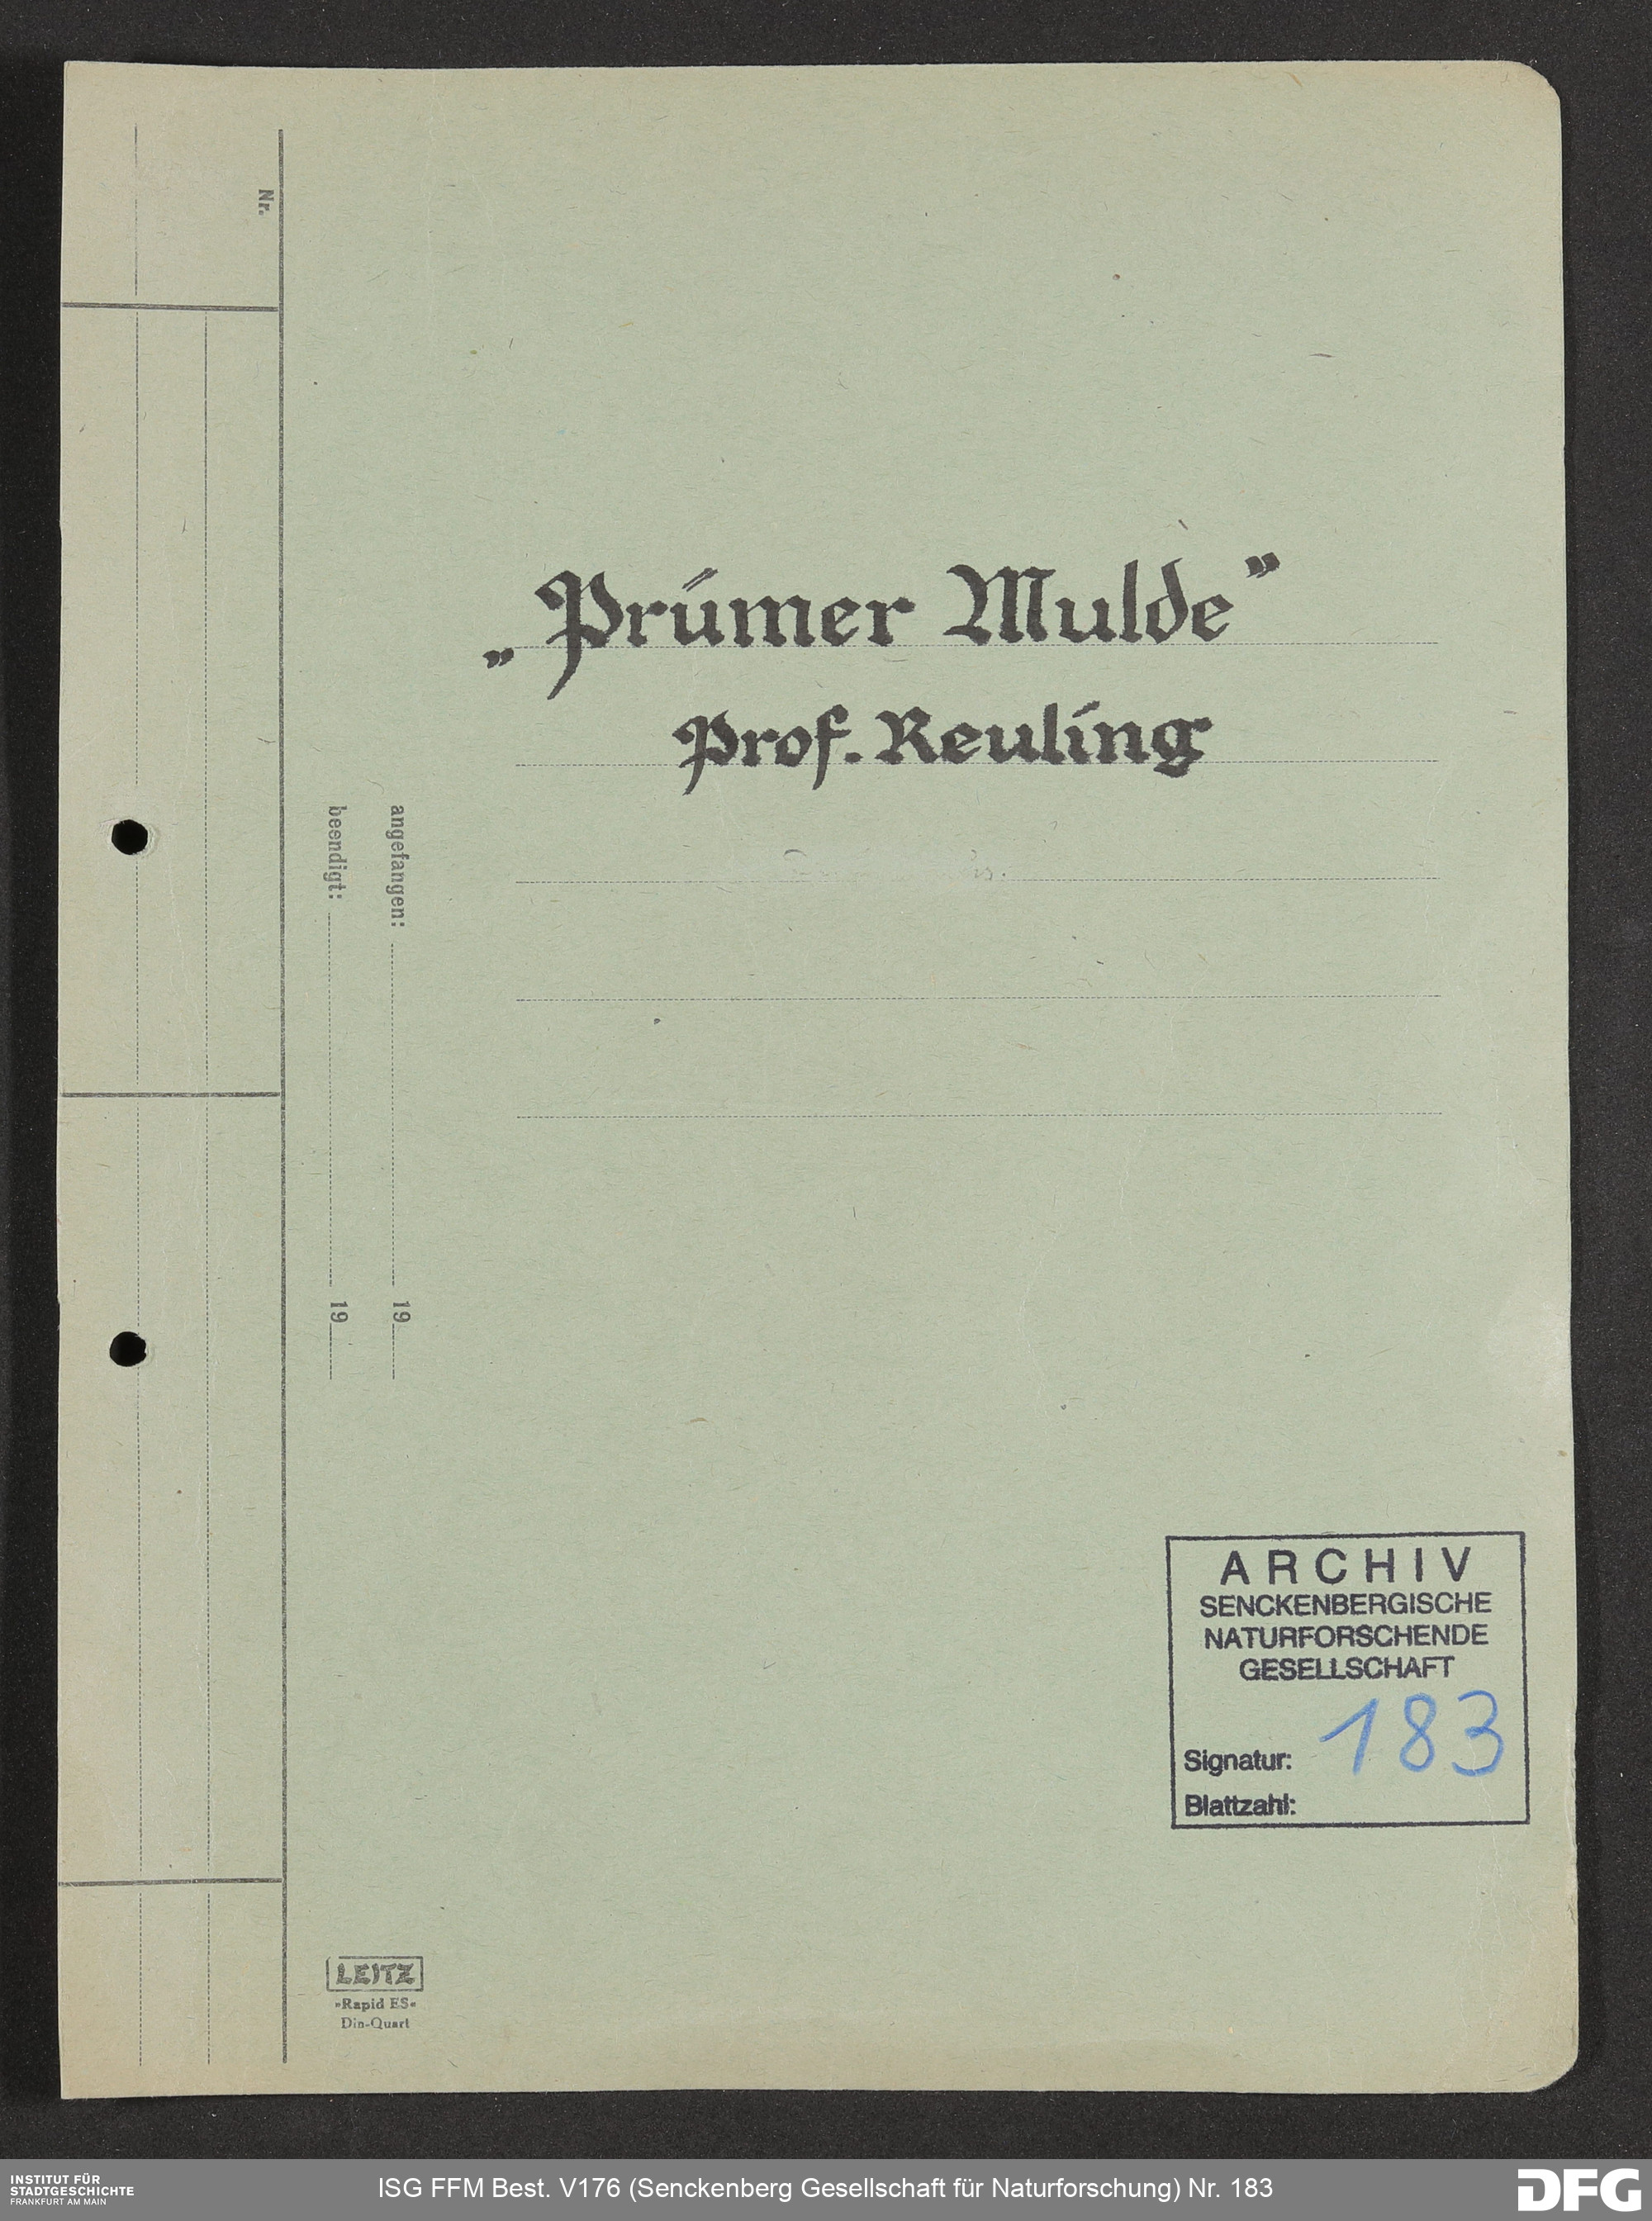 Nr.
„Prümer Mulde”
Prof. Reuling
angefangen: 19
beendigt: 19
ARCHIV
SENCKENBERGISCHE
NATURFORSCHENDE
GESELLSCHAFT
Signatur: 183
Blattzahl:
LEITZ
»Rapid ES«
Din-Quart
INSTITUT FÜR
STADTGESCHICHTE
FRANKFURT AM MAIN
ISG FFM Best. V176 (Senckenberg Gesellschaft für Naturforschung) Nr. 183
DFG